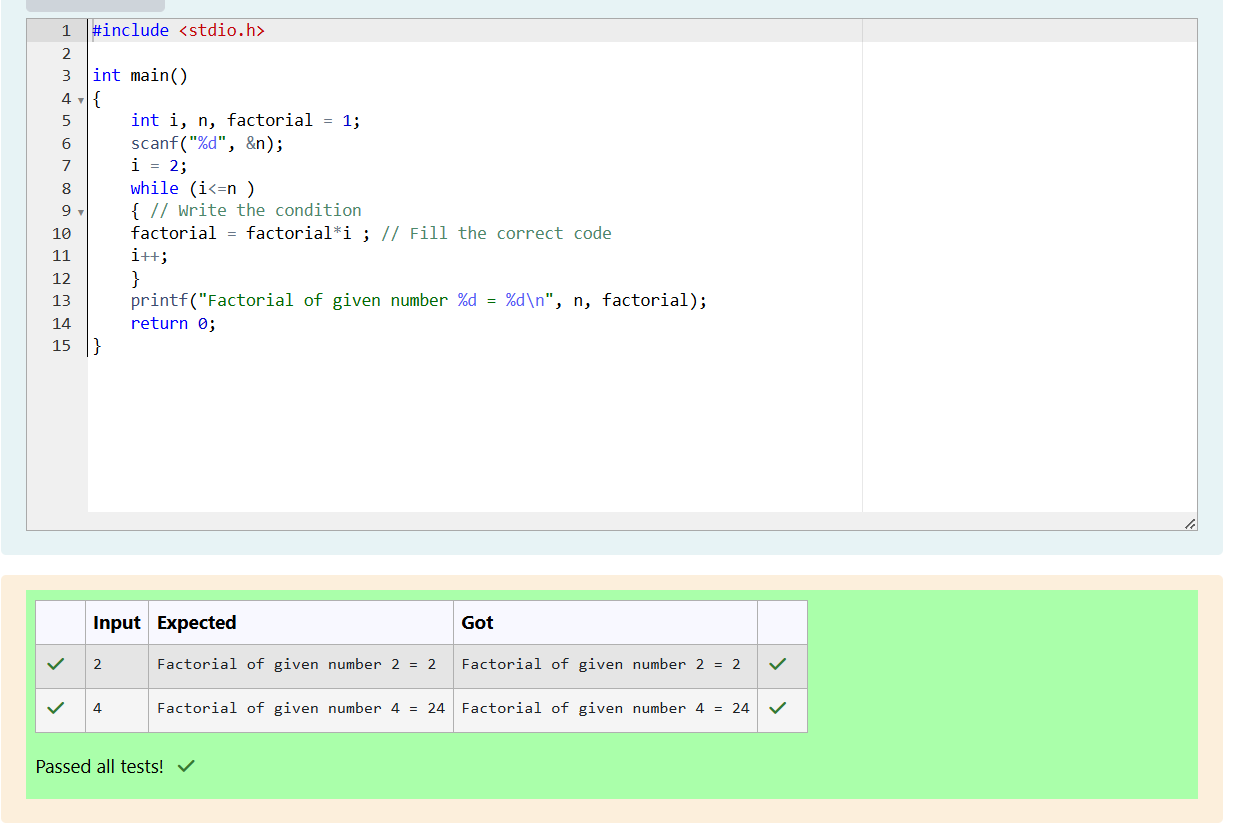 1 #include <stdio.h>
2
3 int main()
4 {
5     int i, n, factorial = 1;
6     scanf("%d", &n);
7     i = 2;
8     while (i<=n )
9     { // Write the condition
10     factorial = factorial*i ; // Fill the correct code
11     i++;
12     }
13     printf("Factorial of given number %d = %d\n", n, factorial);
14     return 0;
15 }
Input Expected Got
2 Factorial of given number 2 = 2 Factorial of given number 2 = 2
4 Factorial of given number 4 = 24 Factorial of given number 4 = 24
Passed all tests!